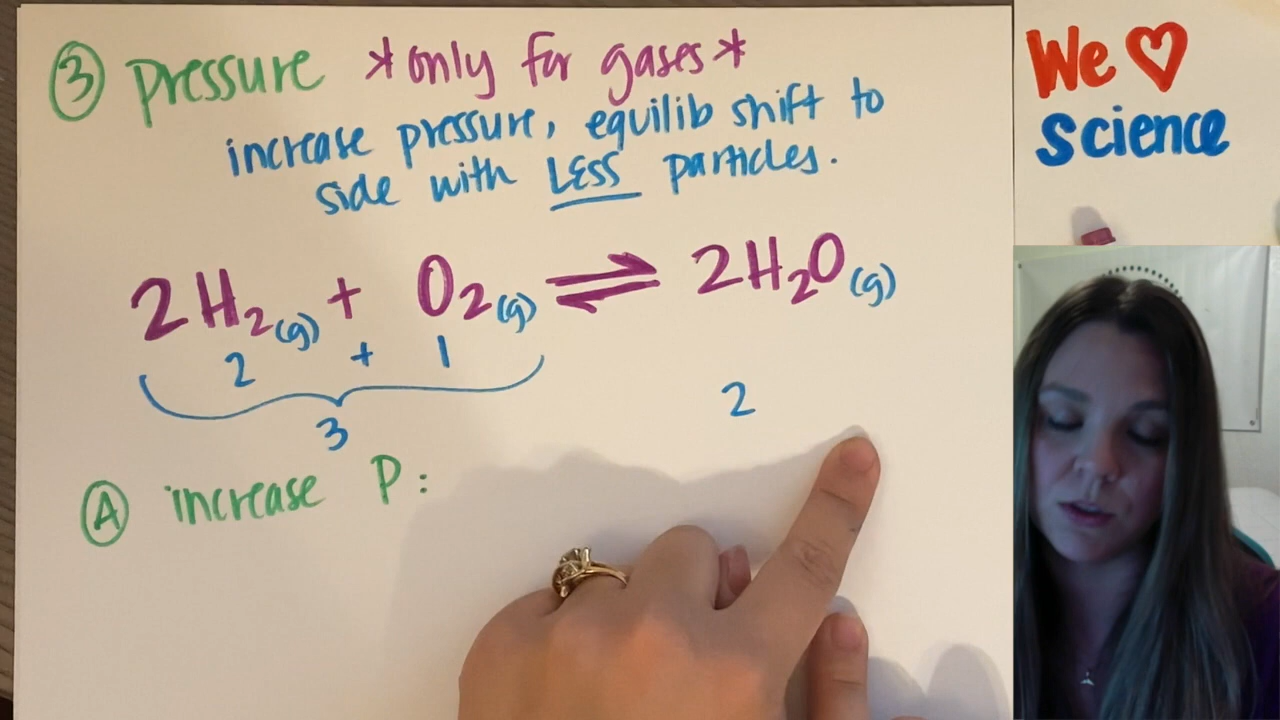 ③ Pressure *only for gases*
increase pressure, equilib shift to
side with LESS particles.
2H₂(g) + O₂(g) ⇌ 2H₂O(g)
2 + 1
3
2
Ⓐ increase P:
We ♡
science